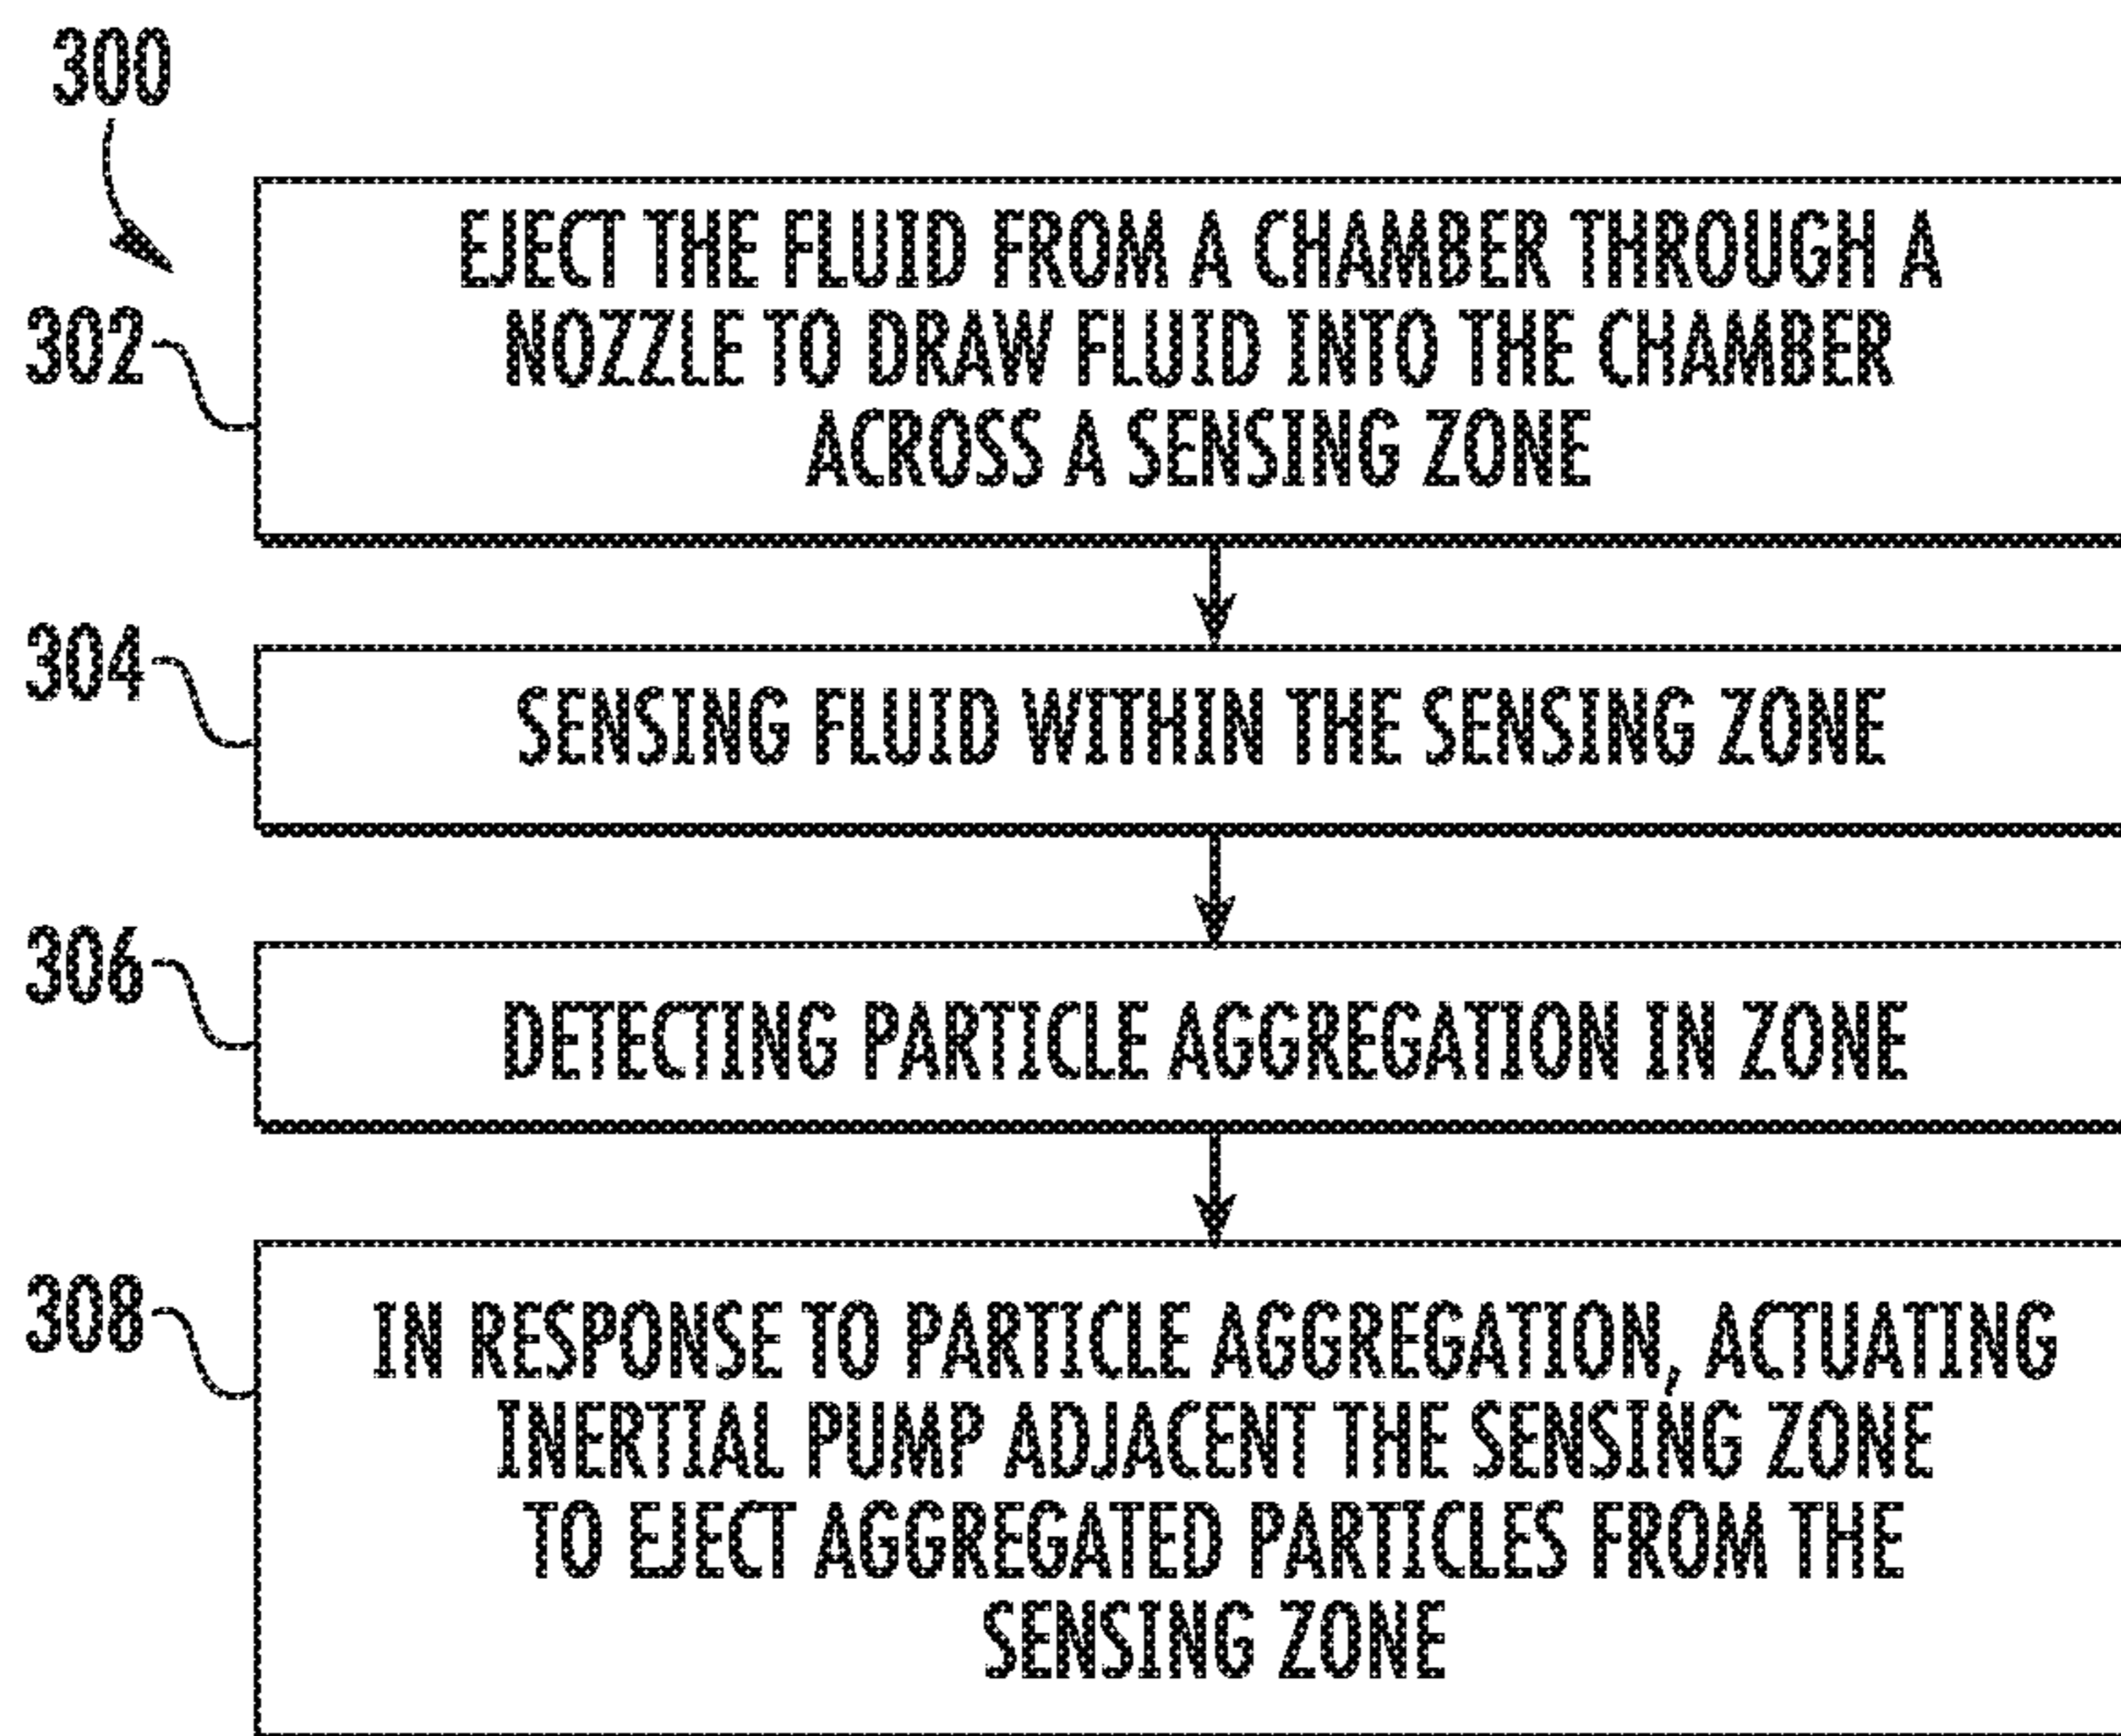 300
302
EJECT THE FLUID FROM A CHAMBER THROUGH A
NOZZLE TO DRAW FLUID INTO THE CHAMBER
ACROSS A SENSING ZONE
304
SENSING FLUID WITHIN THE SENSING ZONE
306
DETECTING PARTICLE AGGREGATION IN ZONE
308
IN RESPONSE TO PARTICLE AGGREGATION, ACTUATING
INERTIAL PUMP ADJACENT THE SENSING ZONE
TO EJECT AGGREGATED PARTICLES FROM THE
SENSING ZONE